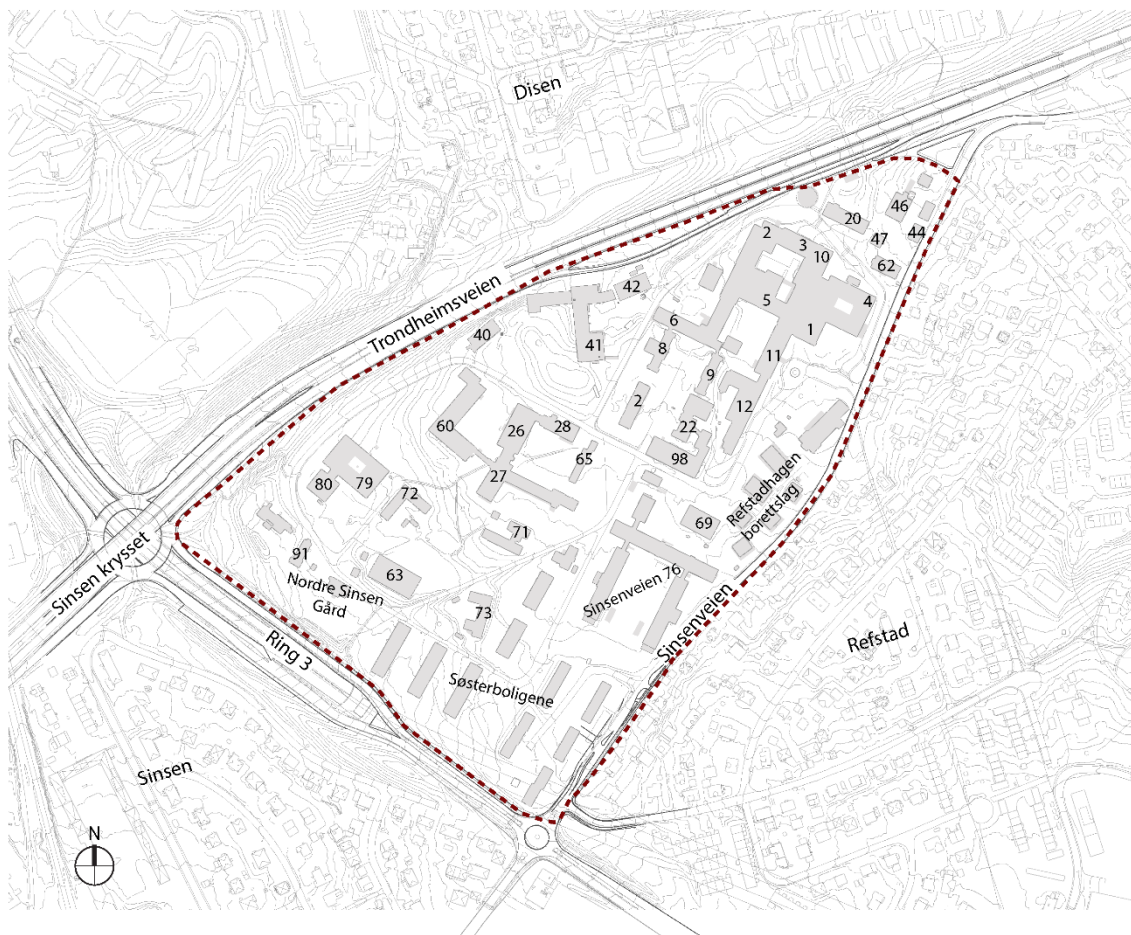 Disen
Trondheimsveien
20
46
44
47
62
2
3
10
5
4
42
6
1
40
41
8
11
9
2
12
22
60
26
28
98
65
27
80
79
72
Refstadhagen
borettslag
69
71
Sinsen krysset
91
63
Nordre Sinsen
Gård
Sinsenveien 76
73
Sinsenveien
Refstad
Ring 3
Søsterboligene
Sinsen
N